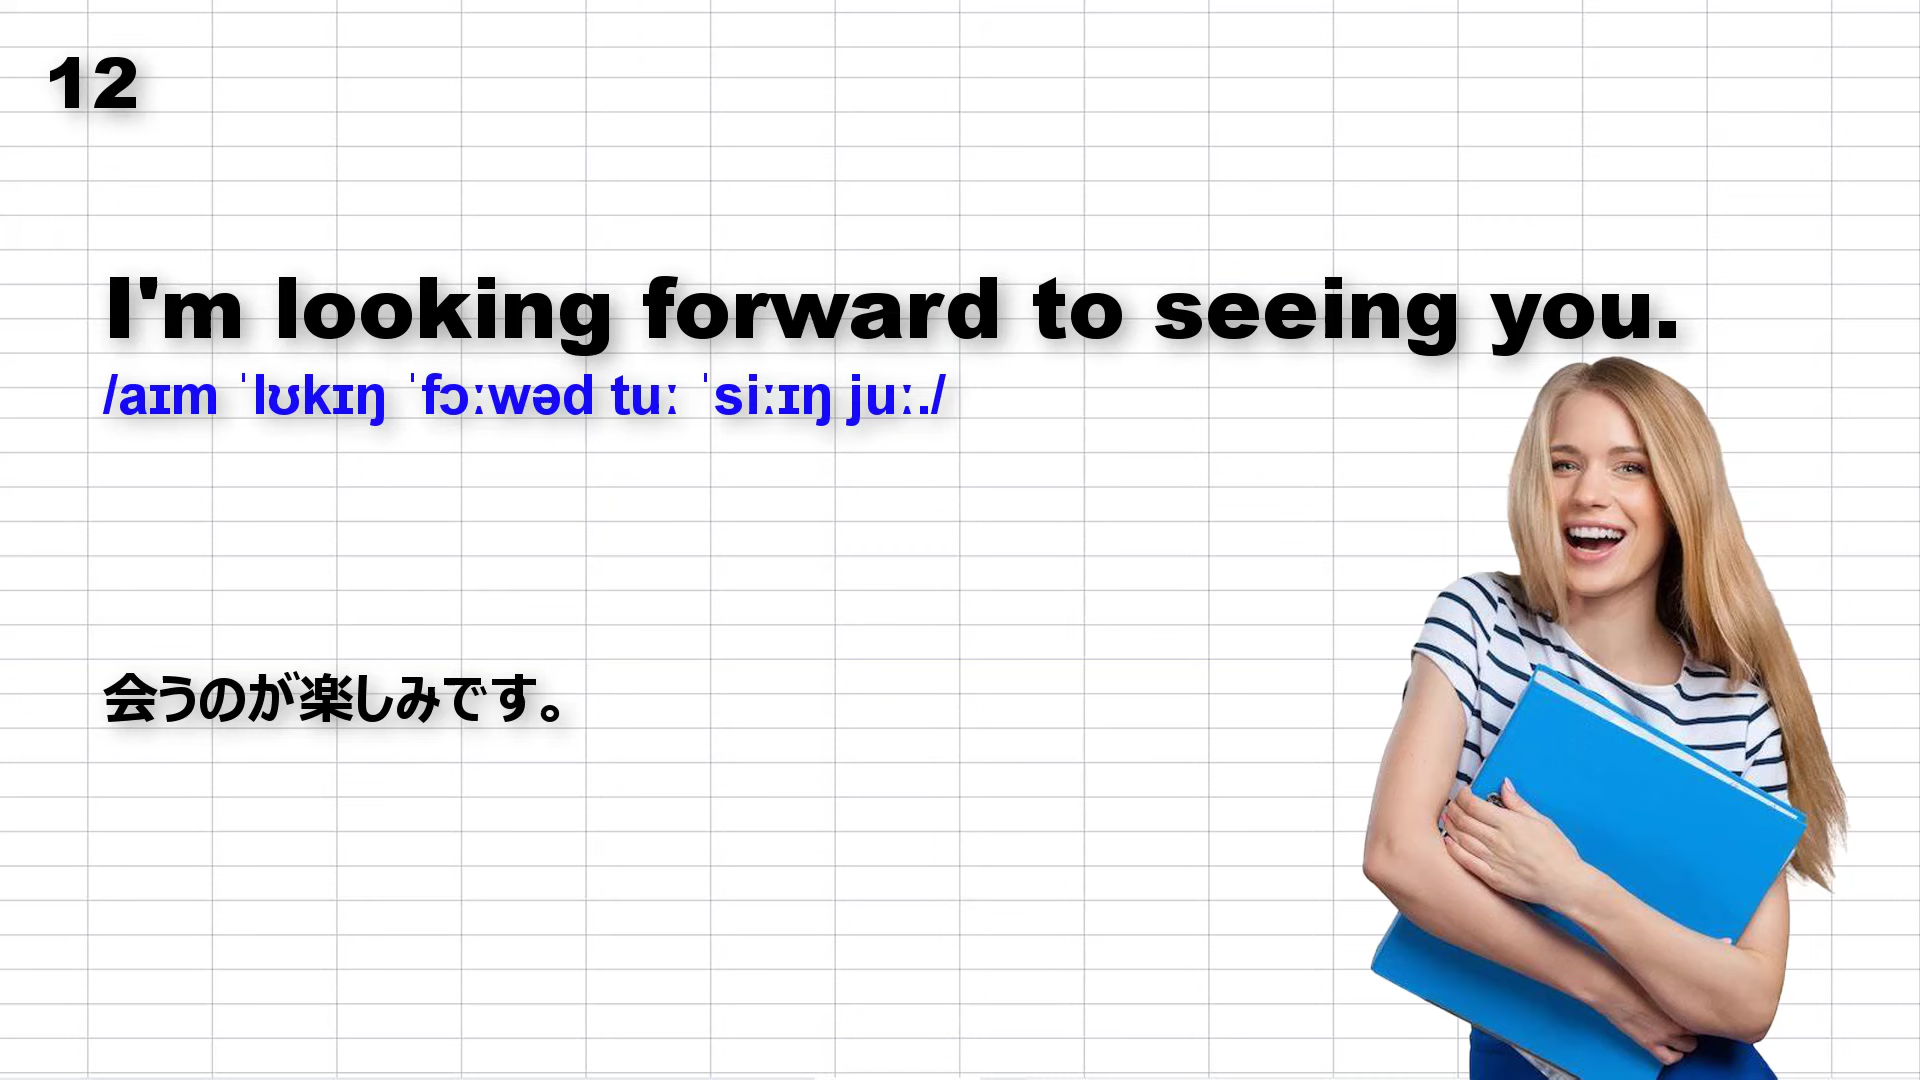 12
I'm looking forward to seeing you.
/aɪm ˈlʊkɪŋ ˈfɔːwəd tuː ˈsiːɪŋ juː./
会うのが楽しみです。